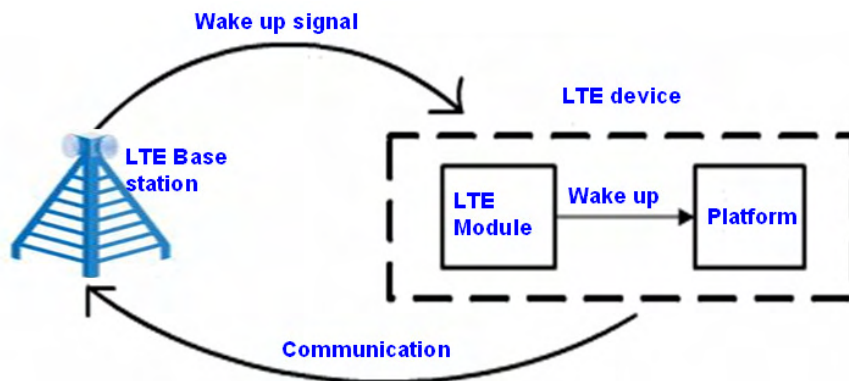 Wake up signal
LTE device
LTE Base
station
LTE
Module
Wake up
Platform
Communication